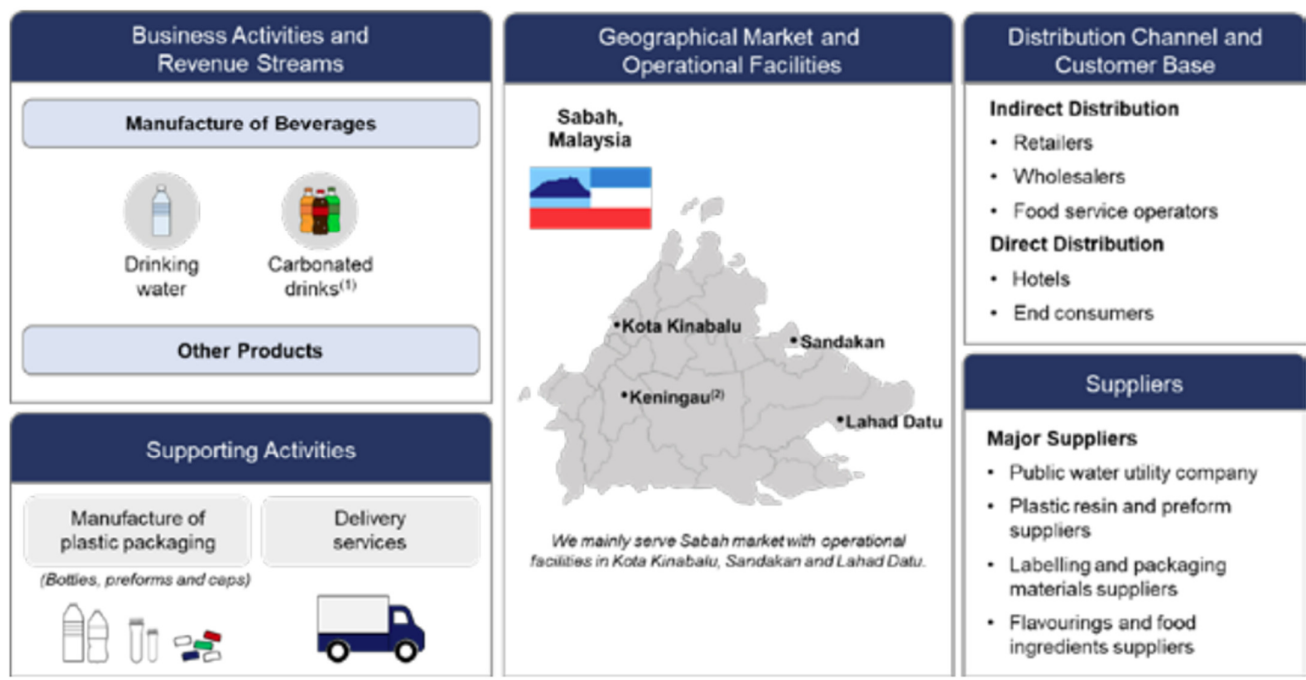 Business Activities and
Revenue Streams
Manufacture of Beverages
Drinking
water
Carbonated
drinks(1)
Other Products
Supporting Activities
Manufacture of
plastic packaging
(Bottles, preforms and caps)
Delivery
services
Geographical Market and
Operational Facilities
Sabah,
Malaysia
•Kota Kinabalu
•Sandakan
•Keningau(2)
•Lahad Datu
We mainly serve Sabah market with operational
facilities in Kota Kinabalu, Sandakan and Lahad Datu.
Distribution Channel and
Customer Base
Indirect Distribution
• Retailers
• Wholesalers
• Food service operators
Direct Distribution
• Hotels
• End consumers
Suppliers
Major Suppliers
• Public water utility company
• Plastic resin and preform
suppliers
• Labelling and packaging
materials suppliers
• Flavourings and food
ingredients suppliers